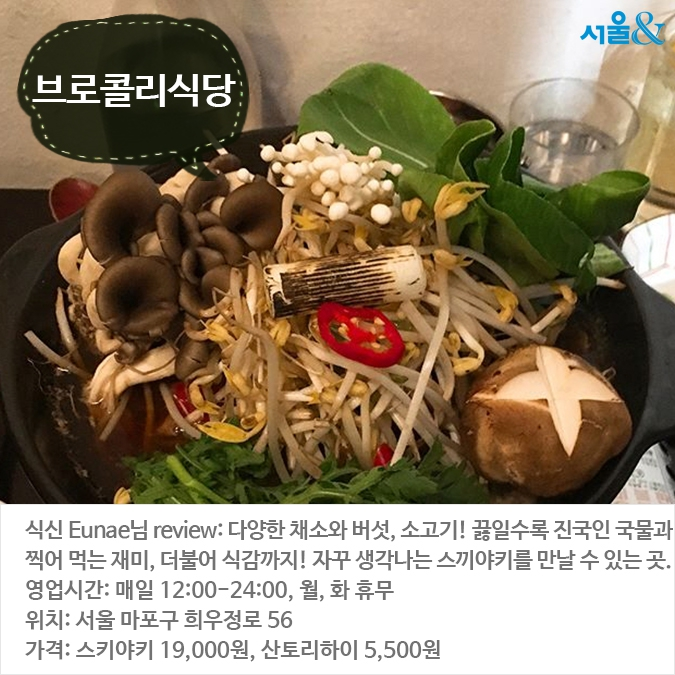 서울&
브로콜리식당
식신 Eunae님 review: 다양한 채소와 버섯, 소고기! 끓일수록 진국인 국물과
찍어 먹는 재미, 더불어 식감까지! 자꾸 생각나는 스끼야키를 만날 수 있는 곳.
영업시간: 매일 12:00-24:00, 월, 화 휴무
위치: 서울 마포구 희우정로 56
가격: 스키야키 19,000원, 산토리하이 5,500원